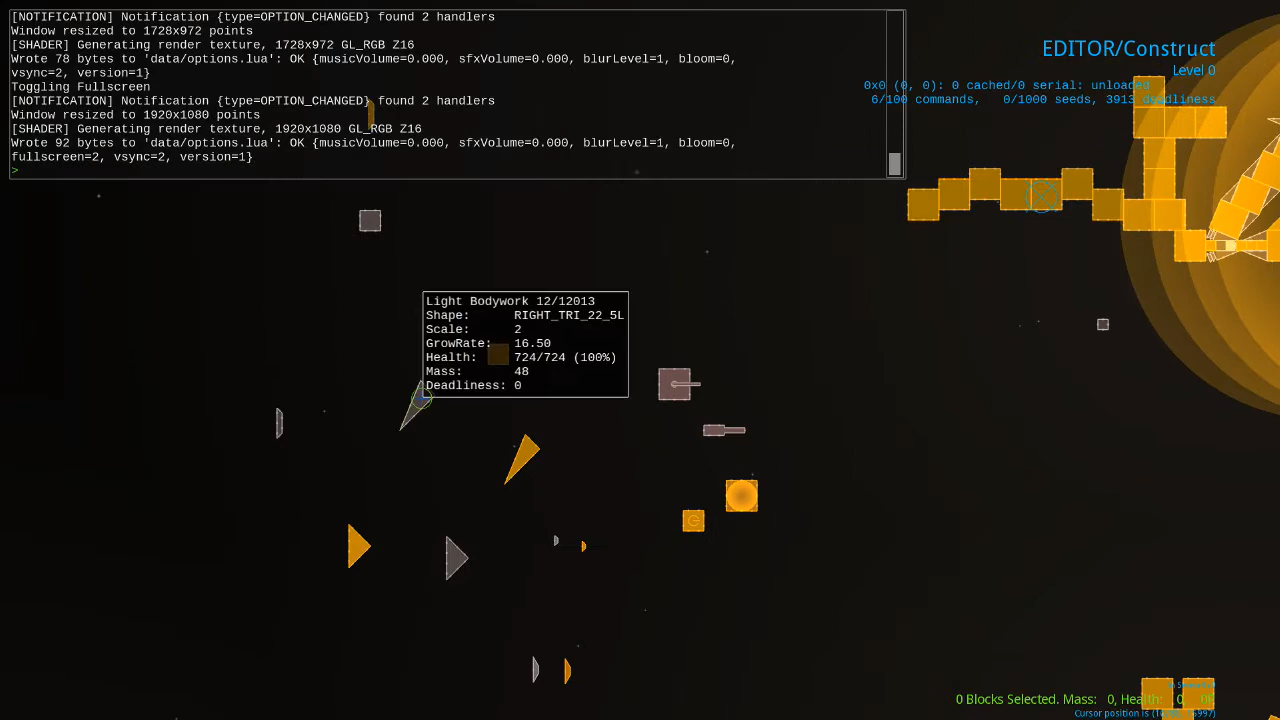 [NOTIFICATION] Notification {type=OPTION_CHANGED} found 2 handlers
Window resized to 1728x972 points
[SHADER] Generating render texture, 1728x972 GL_RGB Z16
Wrote 78 bytes to 'data/options.lua': OK {musicVolume=0.000, sfxVolume=0.000, blurLevel=1, bloom=0,
vsync=2, version=1}
Toggling Fullscreen
[NOTIFICATION] Notification {type=OPTION_CHANGED} found 2 handlers
Window resized to 1920x1080 points
[SHADER] Generating render texture, 1920x1080 GL_RGB Z16
Wrote 92 bytes to 'data/options.lua': OK {musicVolume=0.000, sfxVolume=0.000, blurLevel=1, bloom=0,
fullscreen=2, vsync=2, version=1}
>
EDITOR/Construct
Level 0
0x0 (0, 0): 0 cached/0 serial: unloaded
6/100 commands, 0/1000 seeds, 3913 deadliness
Light Bodywork 12/12013
Shape: RIGHT_TRI_22_5L
Scale: 2
GrowRate: 16.50
Health: 724/724 (100%)
Mass: 48
Deadliness: 0
0 Blocks Selected. Mass: 0, Health: 0
Cursor position is